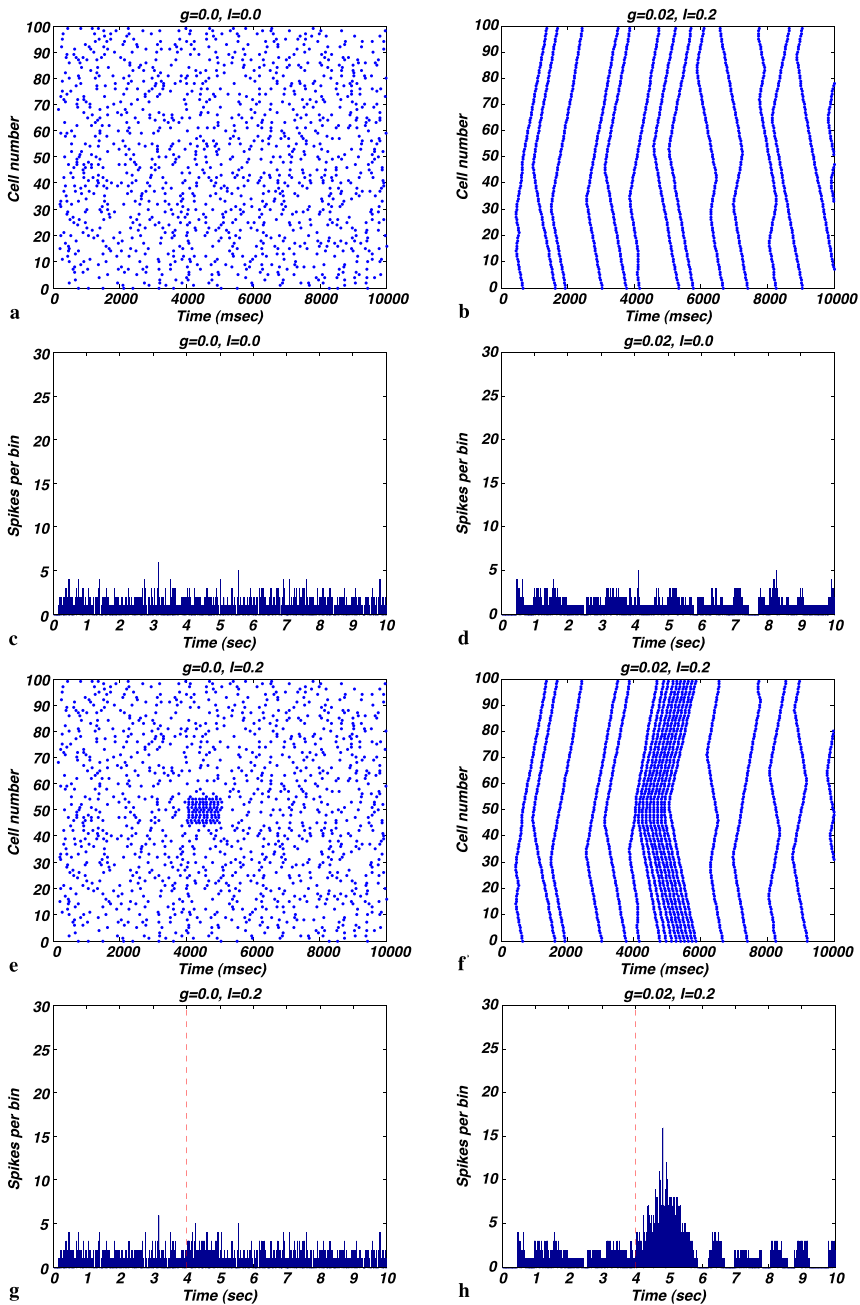 g=0.0, I=0.0
100
90
80
70
60
50
40
30
20
10
0
Cell number
0 2000 4000 6000 8000 10000
Time (msec)
a
g=0.02, I=0.2
100
90
80
70
60
50
40
30
20
10
0
Cell number
0 2000 4000 6000 8000 10000
Time (msec)
b
g=0.0, I=0.0
30
25
20
15
10
5
0
Spikes per bin
0 1 2 3 4 5 6 7 8 9 10
Time (sec)
c
g=0.02, I=0.0
30
25
20
15
10
5
0
Spikes per bin
0 1 2 3 4 5 6 7 8 9 10
Time (sec)
d
g=0.0, I=0.2
100
90
80
70
60
50
40
30
20
10
0
Cell number
0 2000 4000 6000 8000 10000
Time (msec)
e
g=0.02, I=0.2
100
90
80
70
60
50
40
30
20
10
0
Cell number
0 2000 4000 6000 8000 10000
Time (msec)
f
g=0.0, I=0.2
30
25
20
15
10
5
0
Spikes per bin
0 1 2 3 4 5 6 7 8 9 10
Time (sec)
g
g=0.02, I=0.2
30
25
20
15
10
5
0
Spikes per bin
0 1 2 3 4 5 6 7 8 9 10
Time (sec)
h